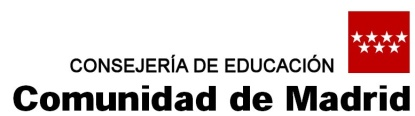 CONSEJERÍA DE EDUCACIÓN
Comunidad de Madrid